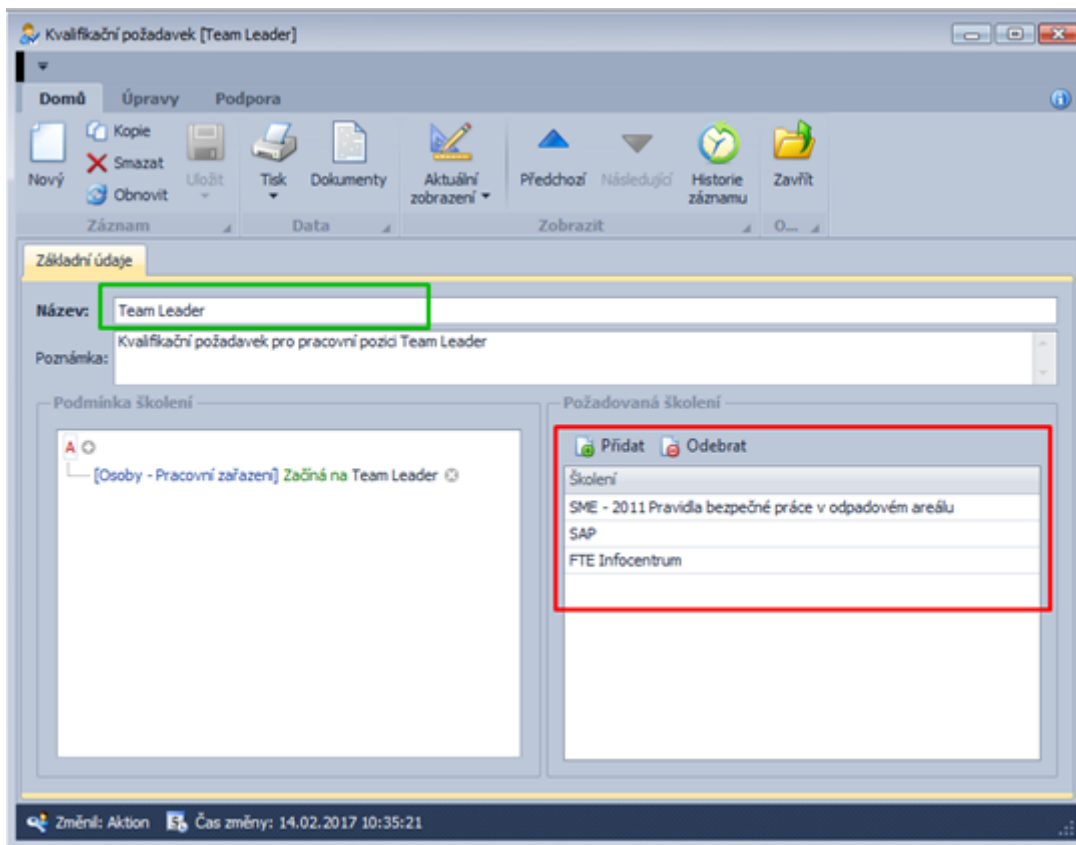 Kvalifikační požadavek [Team Leader]
Domů Úpravy Podpora
Nový
Kopie
Smazat
Obnovit
Uložit
Tisk
Dokumenty
Aktuální
zobrazení
Předchozí
Následující
Historie
záznamu
Zavřít
Záznam Data Zobrazit O...
Základní údaje
Název: Team Leader
Poznámka: Kvalifikační požadavek pro pracovní pozici Team Leader
Podmínka školení
A
[Osoby - Pracovní zařazení] Začíná na Team Leader
Požadovaná školení
Přidat Odebrat
Školení
SME - 2011 Pravidla bezpečné práce v odpadovém areálu
SAP
FTE Infocentrum
Změnil: Aktion Čas změny: 14.02.2017 10:35:21